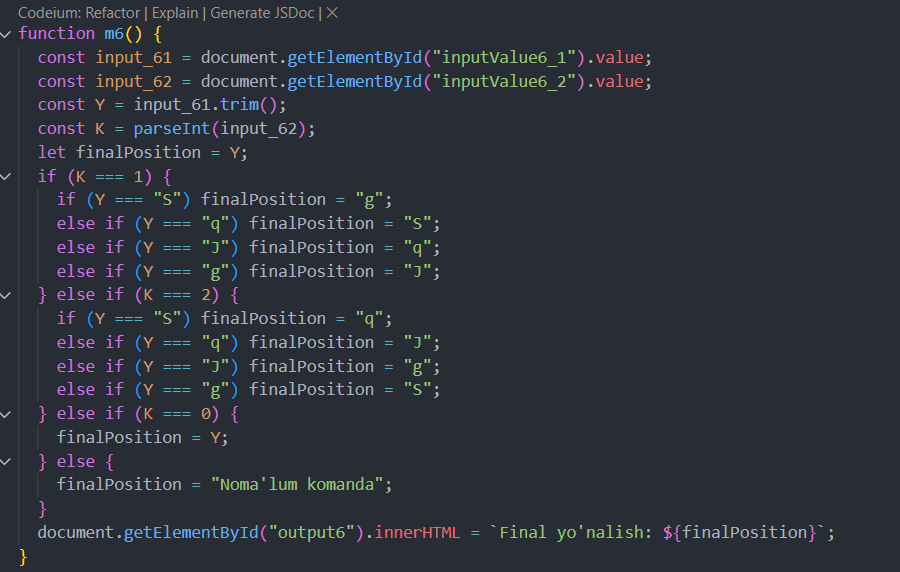 Codeium: Refactor | Explain | Generate JSDoc | ✕
function m6() {
  const input_61 = document.getElementById("inputValue6_1").value;
  const input_62 = document.getElementById("inputValue6_2").value;
  const Y = input_61.trim();
  const K = parseInt(input_62);
  let finalPosition = Y;
  if (K === 1) {
    if (Y === "S") finalPosition = "g";
    else if (Y === "q") finalPosition = "S";
    else if (Y === "J") finalPosition = "q";
    else if (Y === "g") finalPosition = "J";
  } else if (K === 2) {
    if (Y === "S") finalPosition = "q";
    else if (Y === "q") finalPosition = "J";
    else if (Y === "J") finalPosition = "g";
    else if (Y === "g") finalPosition = "S";
  } else if (K === 0) {
    finalPosition = Y;
  } else {
    finalPosition = "Noma'lum komanda";
  }
  document.getElementById("output6").innerHTML = `Final yo'nalish: ${finalPosition}`;
}